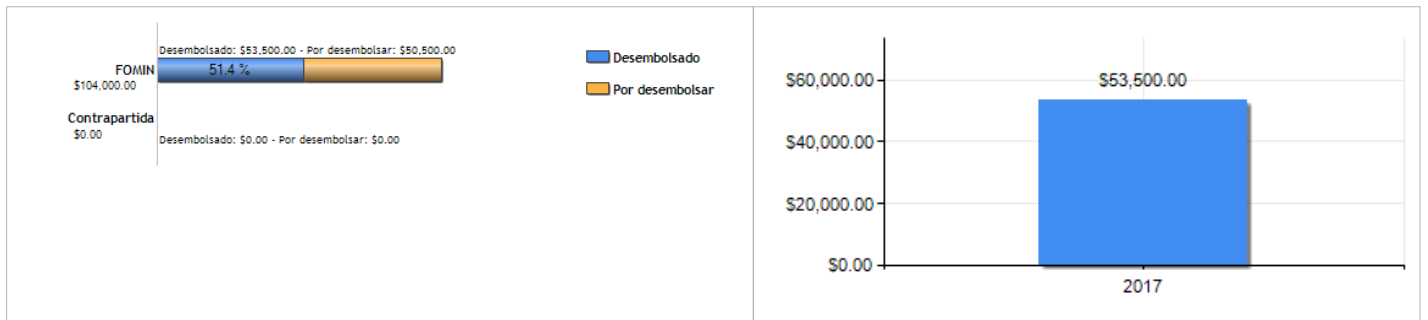 Desembolsado: $53,500.00 - Por desembolsar: $50,500.00
FOMIN
51.4 %
$104,000.00
Contrapartida
$0.00
Desembolsado: $0.00 - Por desembolsar: $0.00
Desembolsado
Por desembolsar
$60,000.00
$53,500.00
$40,000.00
$20,000.00
$0.00
2017